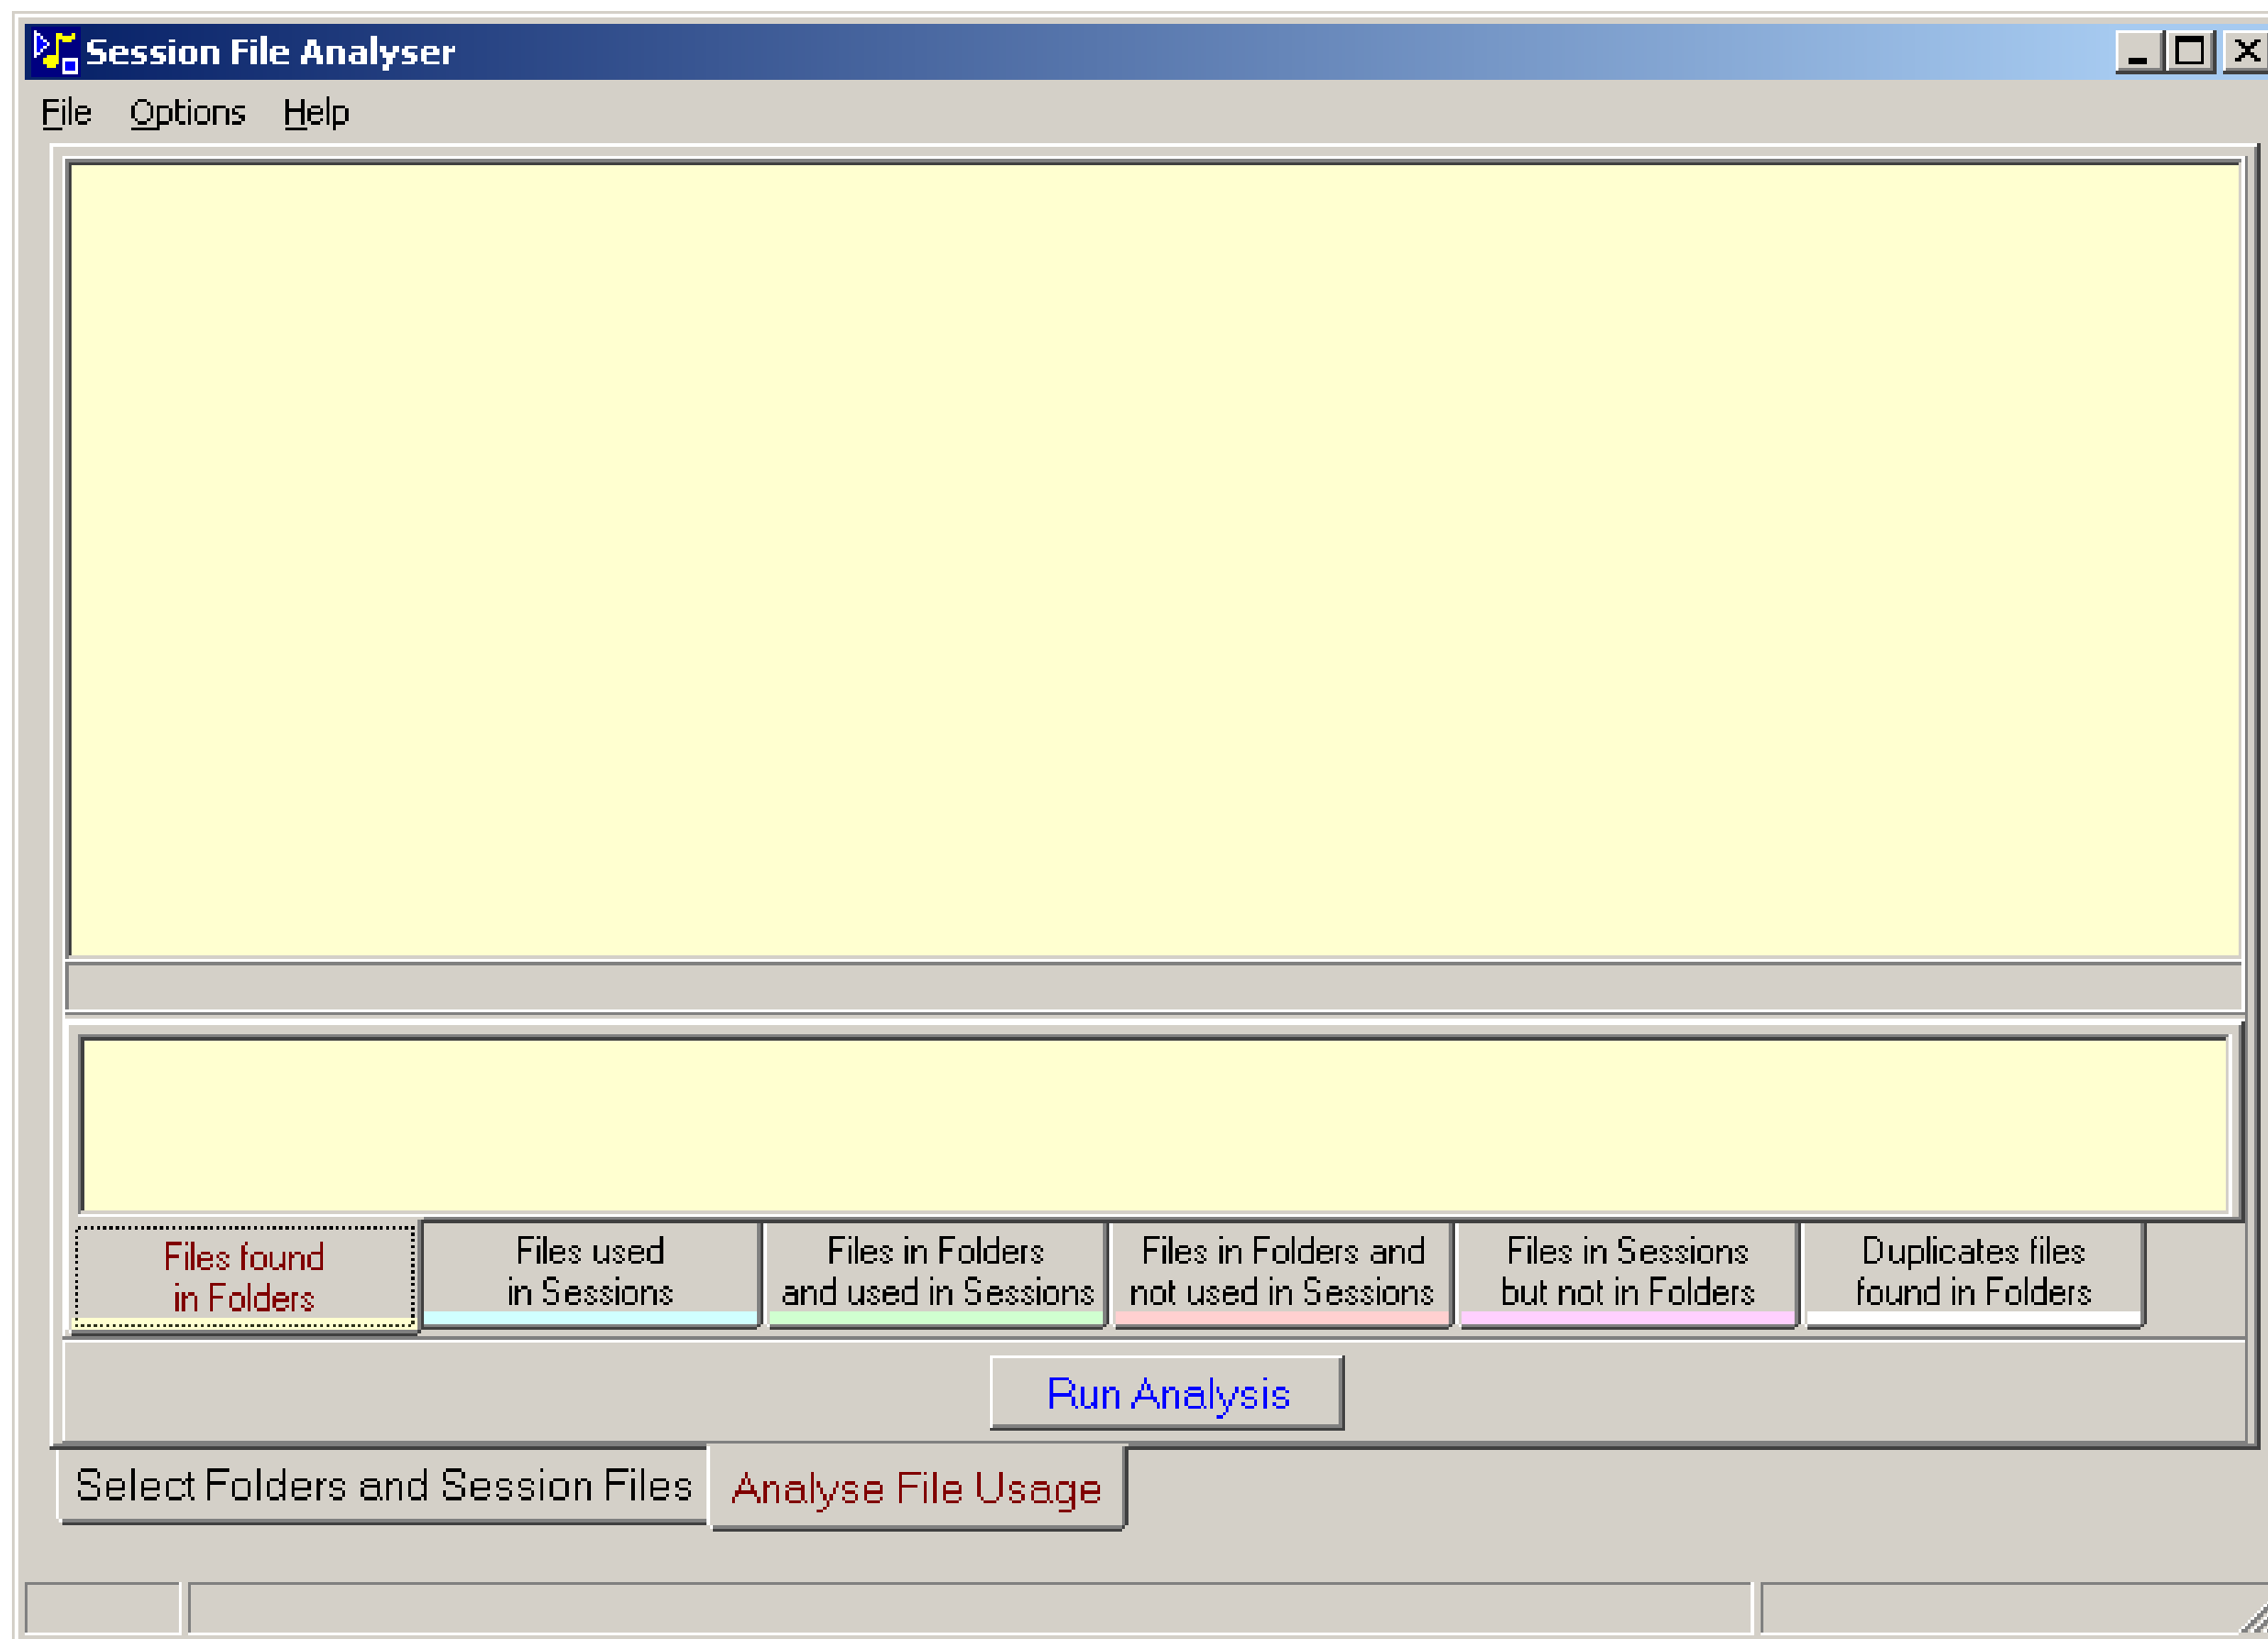 Session File Analyser
File Options Help
Files found
in Folders
Files used
in Sessions
Files in Folders
and used in Sessions
Files in Folders and
not used in Sessions
Files in Sessions
but not in Folders
Duplicates files
found in Folders
Run Analysis
Select Folders and Session Files
Analyse File Usage